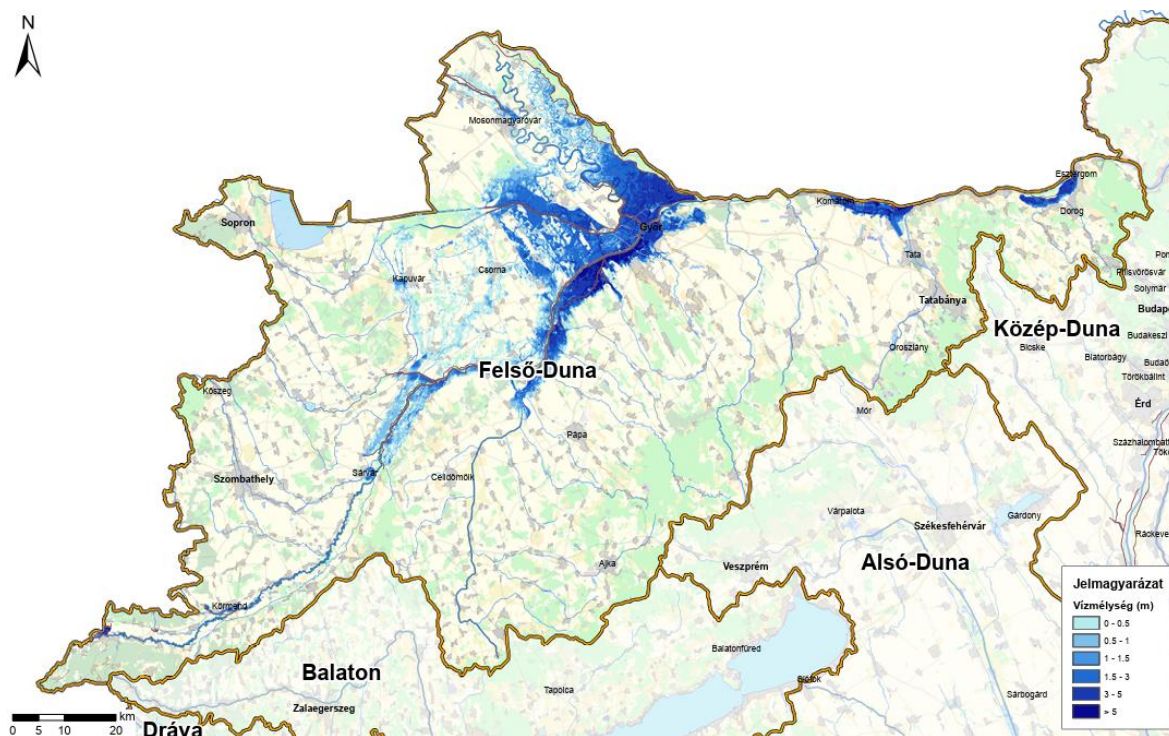 N
Mosonmagyaróvár
Esztergom
Sopron
Komárom
Dorog
Győr
Kapuvár
Csorna
Tata
Tatabánya
Solymár
Közép-Duna
Budakeszi
Bicske
Biatorbágy
Törökbálint
Oroszlány
Felső-Duna
Kőszeg
Érd
Mór
Pápa
Sárvár
Celldömölk
Szombathely
Várpalota
Székesfehérvár
Gárdony
Ajka
Veszprém
Alsó-Duna
Körmend
Balatonfüred
Balaton
Siófok
Tapolca
Zalaegerszeg
Sárbogárd
Dráva
km
0 5 10 20
Jelmagyarázat
Vízmélység (m)
0 - 0.5
0.5 - 1
1 - 1.5
1.5 - 3
3 - 5
> 5